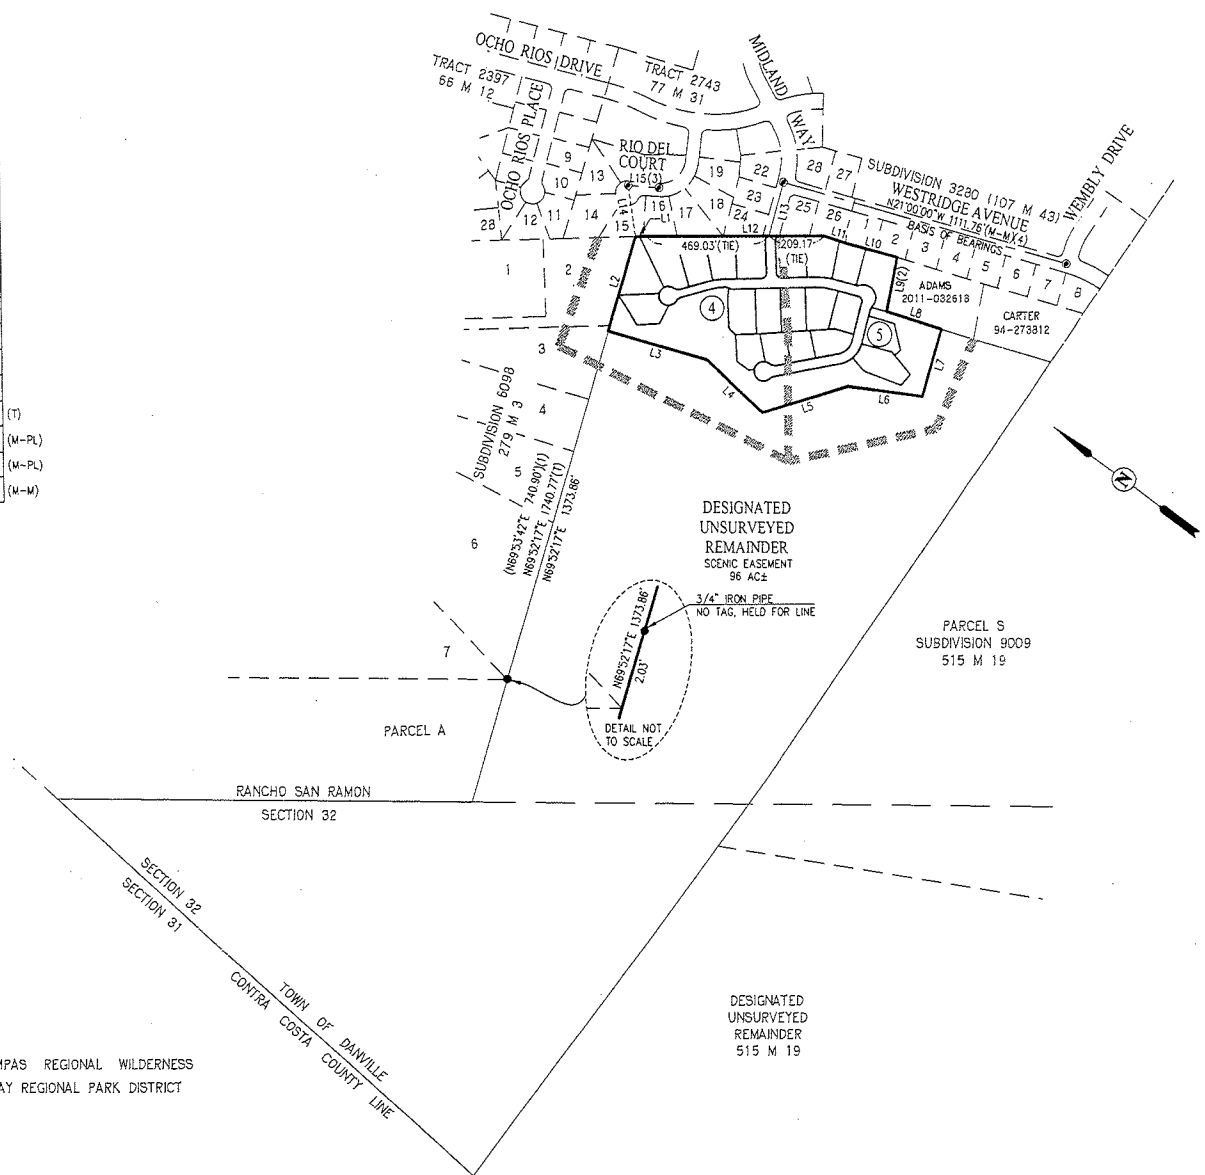 OCHO RIOS DRIVE
TRACT 2397
66 M 12
TRACT 2743
77 M 31
MIDLAND
WAY
OCHO RIOS PLACE
RIO DEL
COURT
L15(3)
9
10
13
28
12
11
14
15
L14
16
L1
17
18
19
22
23
24
L12
L13
25
26
28
27
SUBDIVISION 3280 (107 M 43)
WESTRIDGE AVENUE
N21°00'00"W 1111.76'(M-M)(4)
BASIS OF BEARINGS
WEMBLY DRIVE
1
2
3
4
5
6
7
8
L11
L10
469.03'(TIE)
209.17'
(TIE)
L9(2)
ADAMS
2011-032618
L8
CARTER
94-273812
1
2
L2
4
5
3
L3
L4
L5
L6
L7
SUBDIVISION 6098
279 M 3
4
5
6
(N69°53'42"E 740.90')(1)
N69°52'17"E 1740.77'(1)
N69°52'17"E 1373.86'
(T)
(M-PL)
(M-PL)
(M-M)
N
DESIGNATED
UNSURVEYED
REMAINDER
SCENIC EASEMENT
96 AC±
3/4" IRON PIPE
NO TAG, HELD FOR LINE
N69°52'17"E 1373.86'
2.03'
DETAIL NOT
TO SCALE
PARCEL S
SUBDIVISION 9009
515 M 19
7
PARCEL A
RANCHO SAN RAMON
SECTION 32
SECTION 32
SECTION 31
TOWN OF DANVILLE
CONTRA COSTA COUNTY LINE
DESIGNATED
UNSURVEYED
REMAINDER
515 M 19
MPAS REGIONAL WILDERNESS
AY REGIONAL PARK DISTRICT